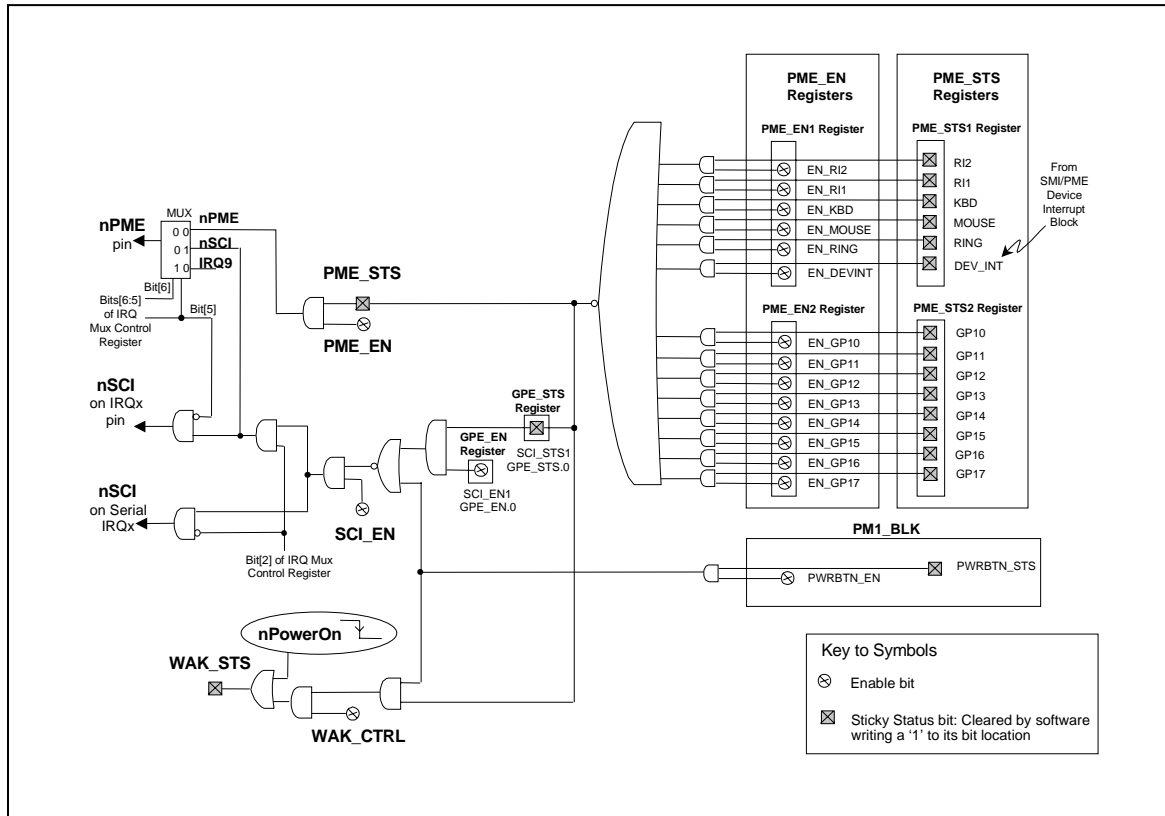 PME_EN
Registers
PME_STS
Registers
PME_EN1 Register
PME_STS1 Register
EN_RI2
EN_RI1
EN_KBD
EN_MOUSE
EN_RING
EN_DEVINT
RI2
RI1
KBD
MOUSE
RING
DEV_INT
From
SMI/PME
Device
Interrupt
Block
PME_EN2 Register
PME_STS2 Register
EN_GP10
EN_GP11
EN_GP12
EN_GP13
EN_GP14
EN_GP15
EN_GP16
EN_GP17
GP10
GP11
GP12
GP13
GP14
GP15
GP16
GP17
MUX
nPME
pin
0 0
0 1
1 0
nPME
nSCI
IRQ9
Bit[6]
Bits[6:5]
of IRQ
Mux Control
Register
Bit[5]
PME_STS
PME_EN
nSCI
on IRQx
pin
nSCI
on Serial
IRQx
Bit[2] of IRQ Mux
Control Register
SCI_EN
GPE_EN
Register
SCI_EN1
GPE_EN.0
GPE_STS
Register
SCI_STS1
GPE_STS.0
PM1_BLK
PWRBTN_EN
PWRBTN_STS
nPowerOn
WAK_STS
WAK_CTRL
Key to Symbols
Enable bit
Sticky Status bit: Cleared by software
writing a ‘1’ to its bit location